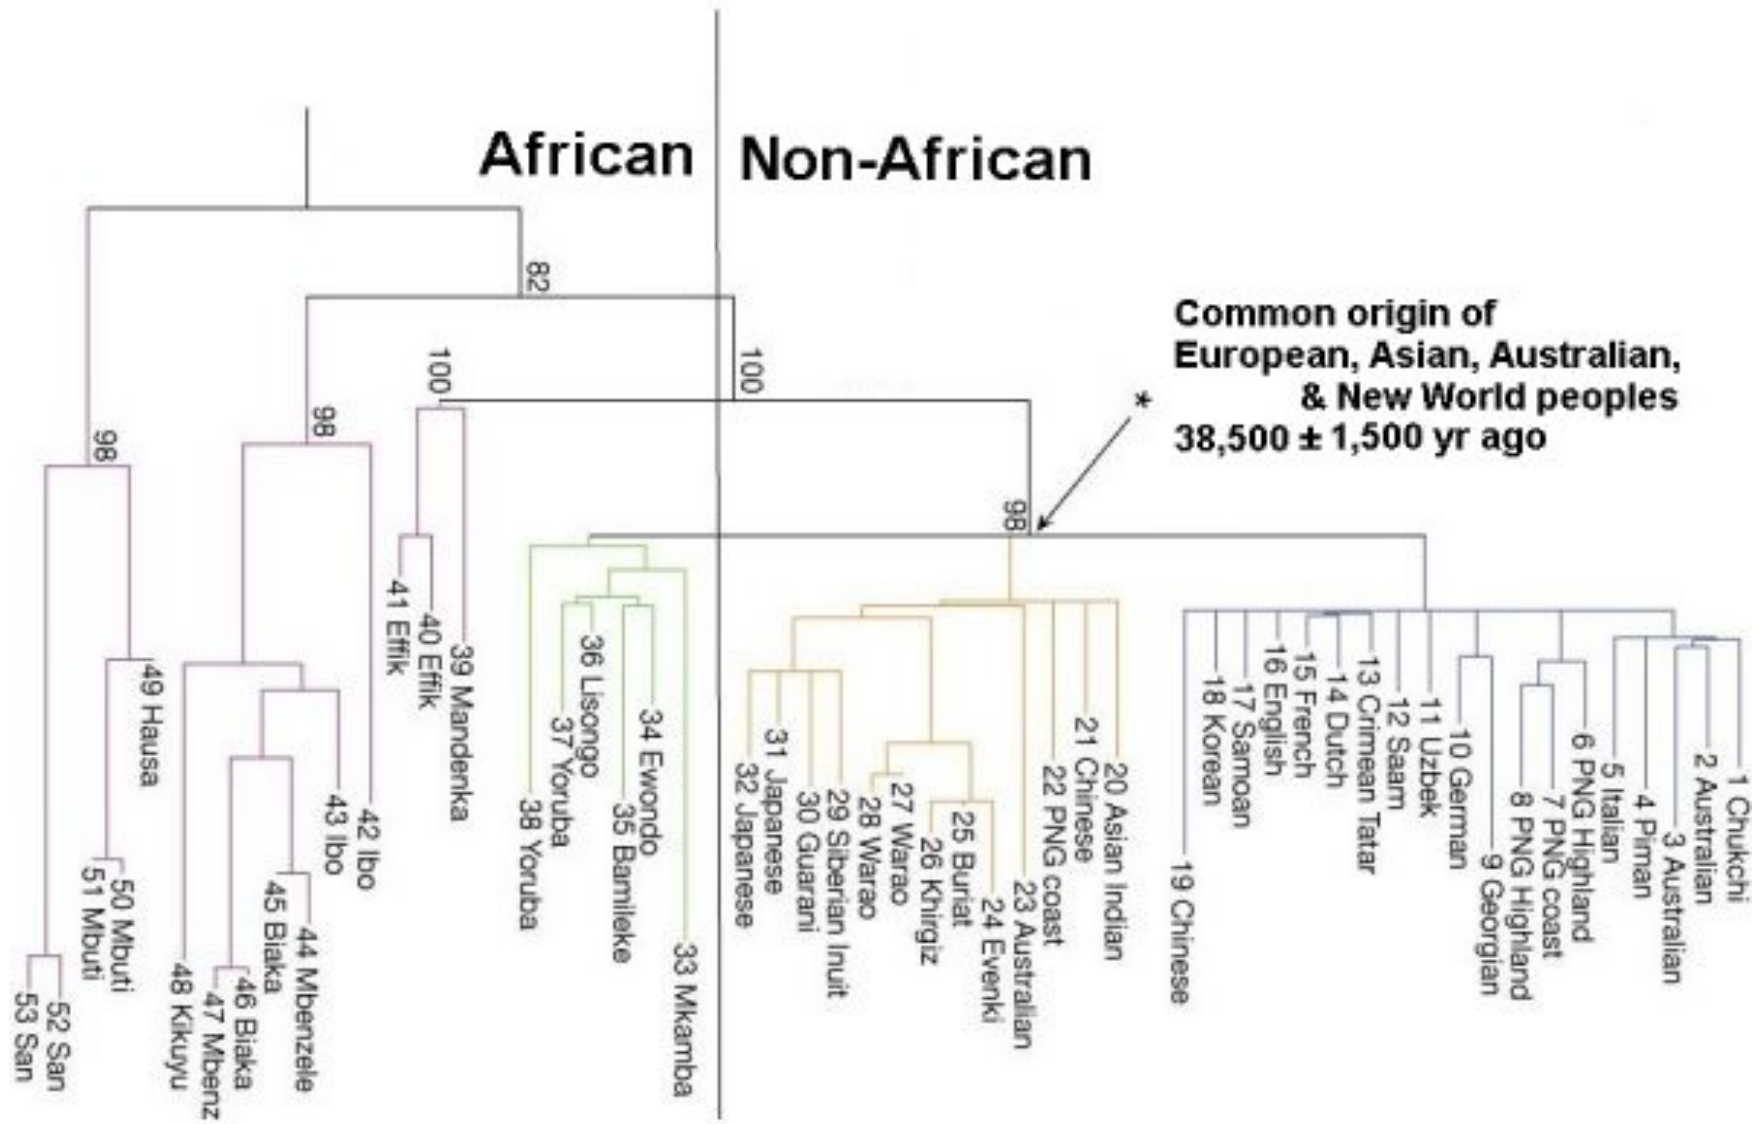 African
Non-African
82
Common origin of
European, Asian, Australian,
& New World peoples
38,500 ± 1,500 yr ago
*
100
100
98
98
98
53 San
52 San
51 Mbuti
50 Mbuti
49 Hausa
48 Kikuyu
47 Mbenz
46 Biaka
45 Biaka
44 Mbenzele
43 Ibo
42 Ibo
41 Effik
40 Effik
39 Mandenka
38 Yoruba
37 Yoruba
36 Lisongo
35 Bamileke
34 Ewondo
33 Mkamba
32 Japanese
31 Japanese
30 Guarani
29 Siberian Inuit
28 Warao
27 Warao
26 Khirgiz
25 Buriat
24 Evenki
23 Australian
22 PNG coast
21 Chinese
20 Asian Indian
19 Chinese
18 Korean
17 Samoan
16 English
15 French
14 Dutch
13 Crimean Tatar
12 Saam
11 Uzbek
10 German
9 Georgian
8 PNG Highland
7 PNG coast
6 PNG Highland
5 Italian
4 Piman
3 Australian
2 Australian
1 Chukchi